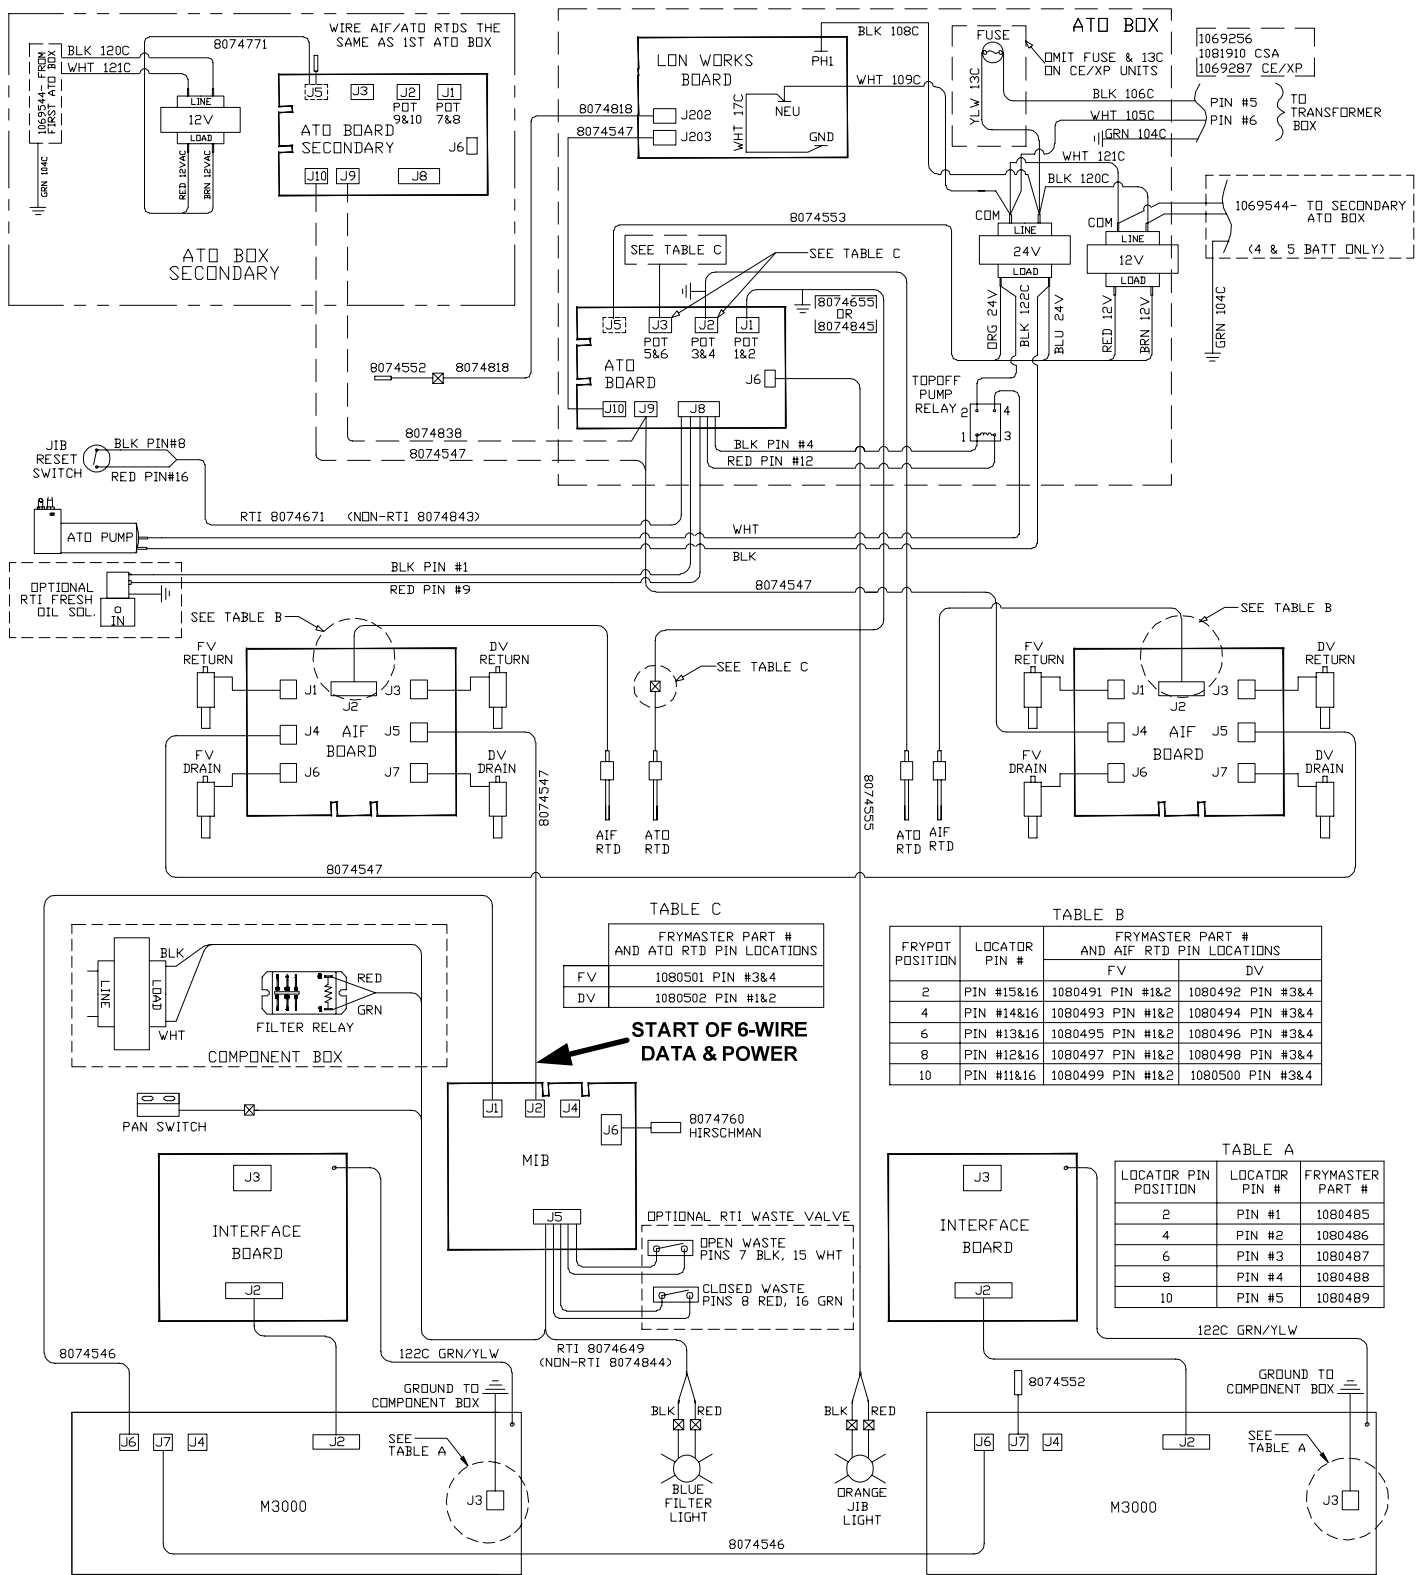 WIRE AIF/ATO RTDS THE
SAME AS 1ST ATO BOX
8074771
BLK 120C
WHT 121C
1069544- FROM
FIRST ATO BOX
GRN 104C
LINE
12V
LOAD
RED 12VAC
BRN 12VAC
J5
J3
J2
POT
9&10
J1
POT
7&8
ATO BOARD
SECONDARY
J6
J10
J9
J8
ATO BOX
SECONDARY
ATO BOX
LON WORKS
BOARD
PH1
BLK 108C
WHT 109C
WHT 17C
NEU
GND
J202
J203
8074818
8074547
FUSE
YLW 13C
OMIT FUSE & 13C
ON CE/XP UNITS
1069256
1081910 CSA
1069287 CE/XP
BLK 106C
WHT 105C
GRN 104C
PIN #5
PIN #6
TO
TRANSFORMER
BOX
WHT 121C
BLK 120C
COM
LINE
24V
LOAD
COM
LINE
12V
LOAD
1069544- TO SECONDARY
ATO BOX
(4 & 5 BATT ONLY)
GRN 104C
8074553
SEE TABLE C
SEE TABLE C
8074655
OR
8074845
ORG 24V
BLK 122C
BLU 24V
RED 12V
BRN 12V
J5
J3
POT
5&6
J2
POT
3&4
J1
POT
1&2
ATO
BOARD
J6
J10
J9
J8
8074552
8074818
TOPOFF
PUMP
RELAY
2
4
1
3
8074838
8074547
BLK PIN #4
RED PIN #12
JIB
RESET
SWITCH
BLK PIN#8
RED PIN#16
RTI 8074671 (NON-RTI 8074843)
ATO PUMP
WHT
BLK
OPTIONAL
RTI FRESH
OIL SOL.
O
IN
BLK PIN #1
RED PIN #9
8074547
SEE TABLE B
FV
RETURN
DV
RETURN
J1
J2
J3
J4
AIF
BOARD
J5
FV
DRAIN
J6
J7
DV
DRAIN
8074547
SEE TABLE C
AIF
RTD
ATO
RTD
8074555
ATO
RTD
AIF
RTD
SEE TABLE B
FV
RETURN
DV
RETURN
J1
J2
J3
J4
AIF
BOARD
J5
FV
DRAIN
J6
J7
DV
DRAIN
8074547
TABLE C
FRYMASTER PART #
AND ATO RTD PIN LOCATIONS
FV 1080501 PIN #3&4
DV 1080502 PIN #1&2
TABLE B
FRYPOT
POSITION
LOCATOR
PIN #
FRYMASTER PART #
AND AIF RTD PIN LOCATIONS
FV DV
2 PIN #15&16 1080491 PIN #1&2 1080492 PIN #3&4
4 PIN #14&16 1080493 PIN #1&2 1080494 PIN #3&4
6 PIN #13&16 1080495 PIN #1&2 1080496 PIN #3&4
8 PIN #12&16 1080497 PIN #1&2 1080498 PIN #3&4
10 PIN #11&16 1080499 PIN #1&2 1080500 PIN #3&4
LINE
LOAD
BLK
WHT
RED
GRN
FILTER RELAY
COMPONENT BOX
START OF 6-WIRE
DATA & POWER
PAN SWITCH
J1
J2
J4
J6
8074760
HIRSCHMAN
MIB
J5
J3
INTERFACE
BOARD
J2
OPTIONAL RTI WASTE VALVE
OPEN WASTE
PINS 7 BLK, 15 WHT
CLOSED WASTE
PINS 8 RED, 16 GRN
J3
INTERFACE
BOARD
J2
TABLE A
LOCATOR PIN
POSITION
LOCATOR
PIN #
FRYMASTER
PART #
2 PIN #1 1080485
4 PIN #2 1080486
6 PIN #3 1080487
8 PIN #4 1080488
10 PIN #5 1080489
8074546
122C GRN/YLW
RTI 8074649
(NON-RTI 8074844)
GROUND TO
COMPONENT BOX
122C GRN/YLW
8074552
GROUND TO
COMPONENT BOX
BLK
RED
BLK
RED
J6
J7
J4
J2
SEE
TABLE A
J3
M3000
BLUE
FILTER
LIGHT
ORANGE
JIB
LIGHT
J6
J7
J4
J2
SEE
TABLE A
J3
M3000
8074546